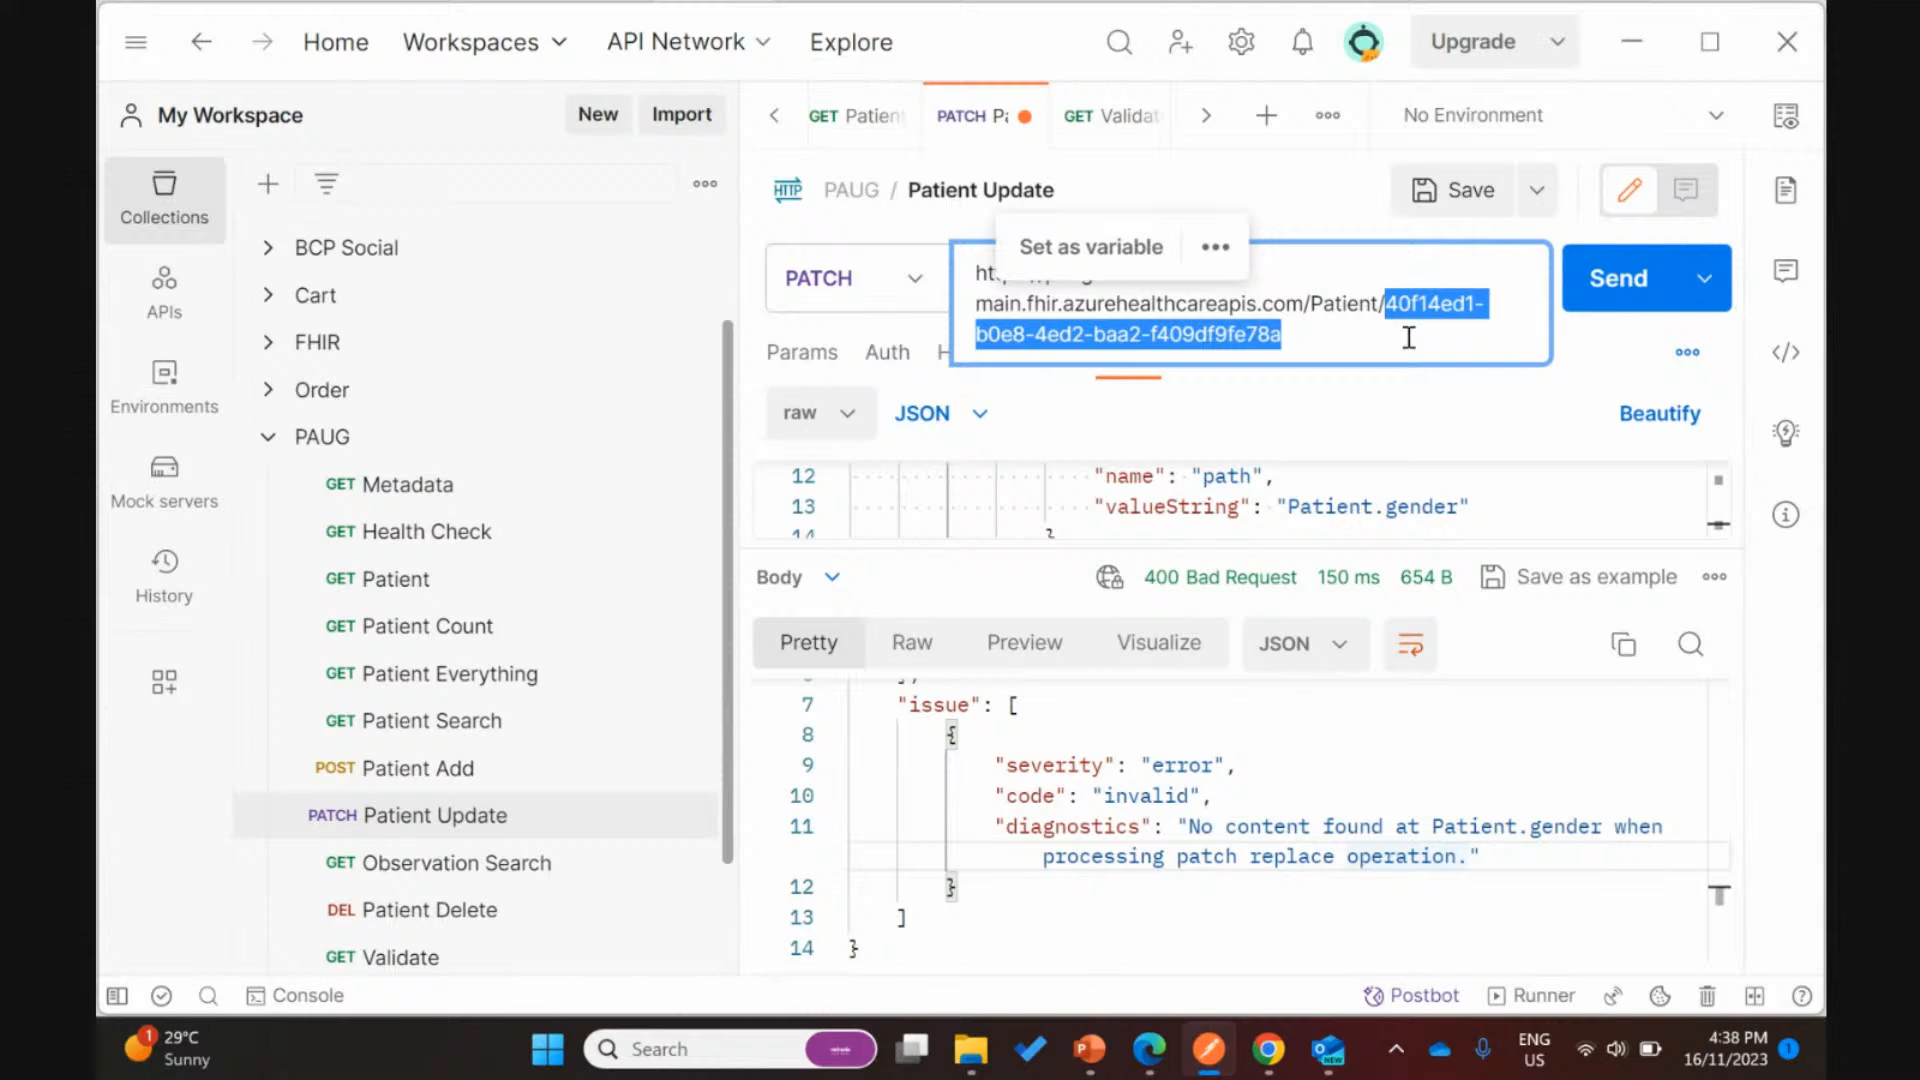 Home Workspaces API Network Explore Upgrade
My Workspace New Import
GET Patien PATCH Pa GET Validat No Environment
Collections
APIs
Environments
Mock servers
History
BCP Social
Cart
FHIR
Order
PAUG
GET Metadata
GET Health Check
GET Patient
GET Patient Count
GET Patient Everything
GET Patient Search
POST Patient Add
PATCH Patient Update
GET Observation Search
DEL Patient Delete
GET Validate
HTTP PAUG / Patient Update Save
Set as variable
PATCH
main.fhir.azurehealthcareapis.com/Patient/40f14ed1-
b0e8-4ed2-baa2-f409df9fe78a
Send
Params Auth H
raw JSON Beautify
12 "name": "path",
13 "valueString": "Patient.gender"
14 }
Body 400 Bad Request 150 ms 654 B Save as example
Pretty Raw Preview Visualize JSON
7 "issue": [
8 {
9 "severity": "error",
10 "code": "invalid",
11 "diagnostics": "No content found at Patient.gender when
processing patch replace operation."
12 }
13 ]
14 }
Console Postbot Runner
1 29°C
Sunny
Search
NEW
ENG
US
4:38 PM
16/11/2023
1